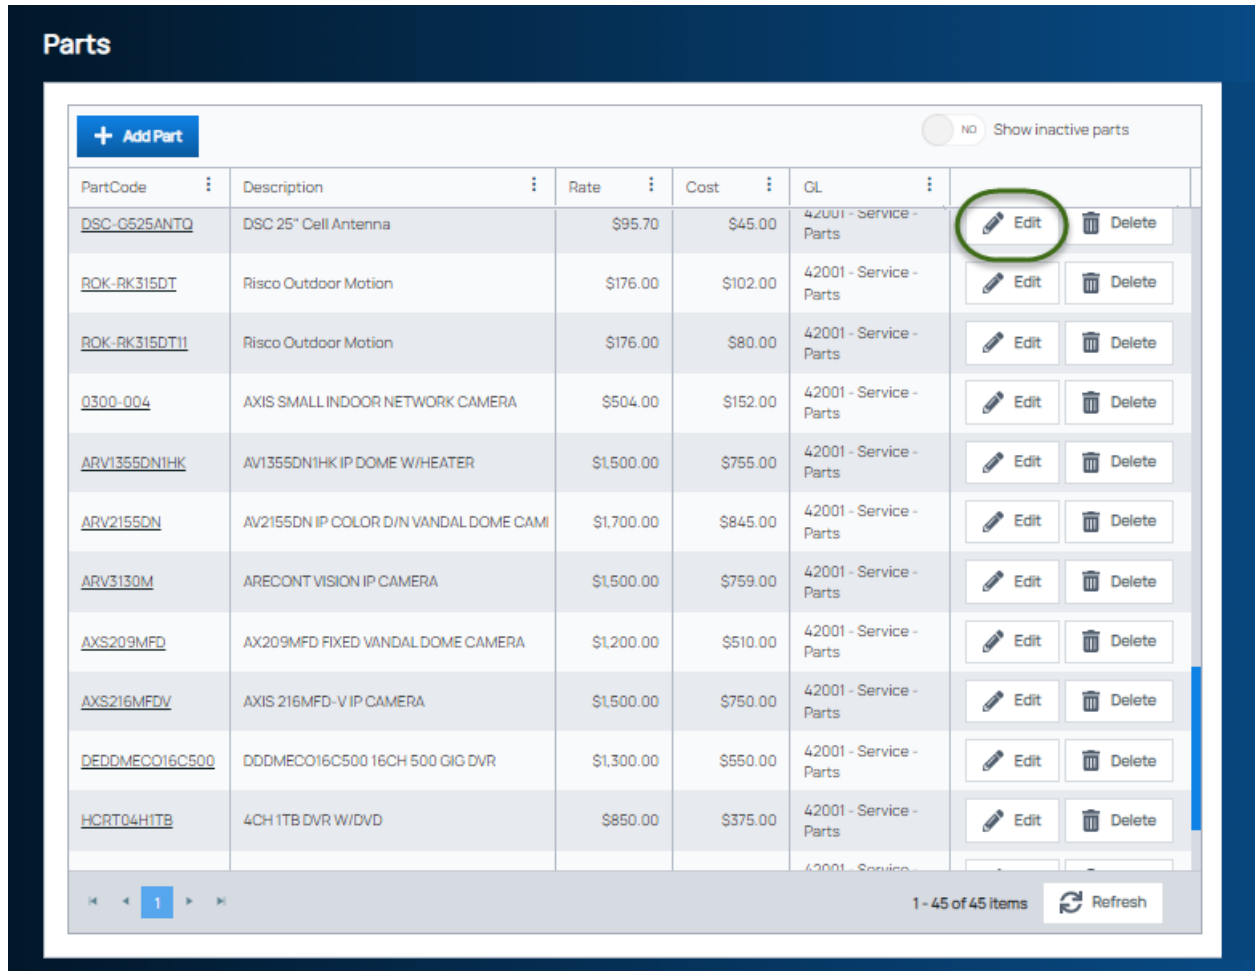 Parts
Add Part
NO Show inactive parts
PartCode Description Rate Cost GL
DSC-G525ANTQ DSC 25" Cell Antenna $95.70 $45.00 42001 - Service - Parts Edit Delete
ROK-RK315DT Risco Outdoor Motion $176.00 $102.00 42001 - Service - Parts Edit Delete
ROK-RK315DT11 Risco Outdoor Motion $176.00 $80.00 42001 - Service - Parts Edit Delete
0300-004 AXIS SMALL INDOOR NETWORK CAMERA $504.00 $152.00 42001 - Service - Parts Edit Delete
ARV1355DN1HK AV1355DN1HK IP DOME W/HEATER $1,500.00 $755.00 42001 - Service - Parts Edit Delete
ARV2155DN AV2155DN IP COLOR D/N VANDAL DOME CAM $1,700.00 $845.00 42001 - Service - Parts Edit Delete
ARV3130M ARECONT VISION IP CAMERA $1,500.00 $759.00 42001 - Service - Parts Edit Delete
AXS209MFD AX209MFD FIXED VANDAL DOME CAMERA $1,200.00 $510.00 42001 - Service - Parts Edit Delete
AXS216MFDV AXIS 216MFD-V IP CAMERA $1,500.00 $750.00 42001 - Service - Parts Edit Delete
DEDDMECO16C500 DDDMECO16C500 16CH 500 GIG DVR $1,300.00 $550.00 42001 - Service - Parts Edit Delete
HCRT04H1TB 4CH 1TB DVR W/DVD $850.00 $375.00 42001 - Service - Parts Edit Delete
1 1 - 45 of 45 items Refresh